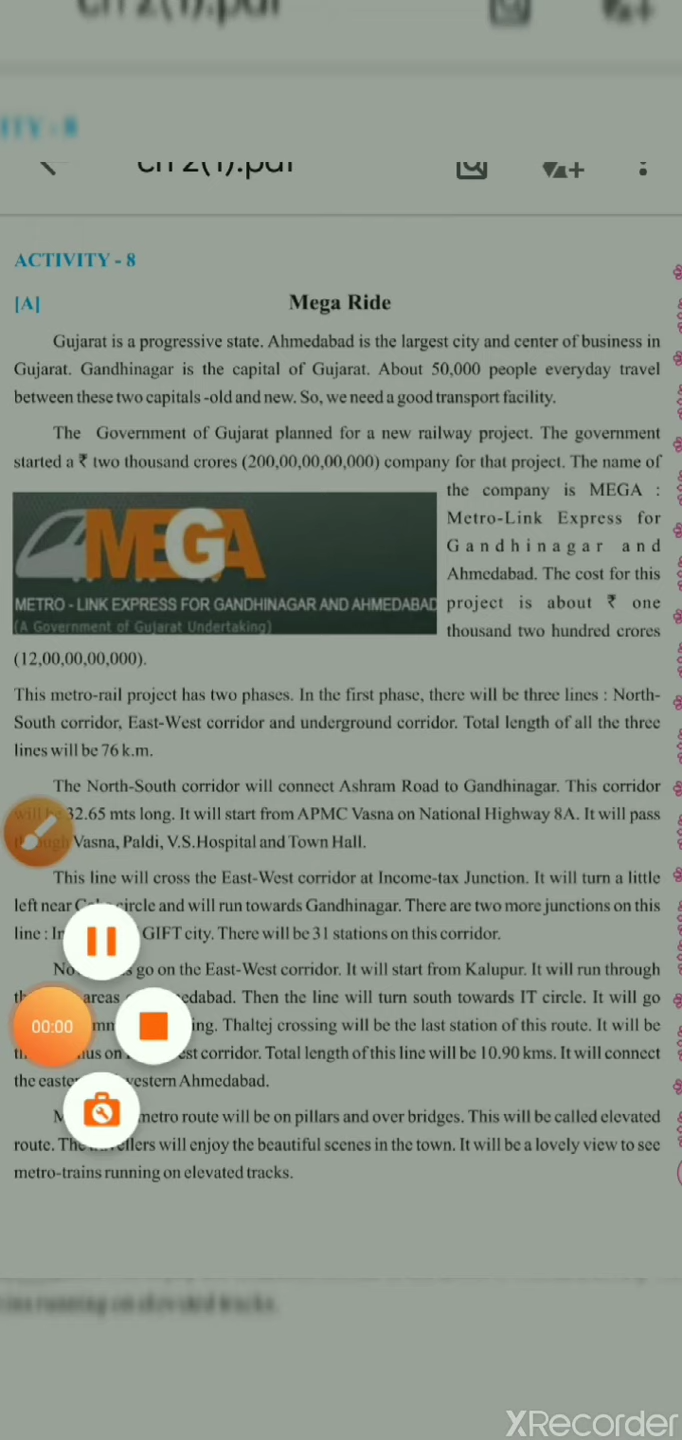 ch 2(1).pdf
ACTIVITY - 8
[A] Mega Ride
Gujarat is a progressive state. Ahmedabad is the largest city and center of business in
Gujarat. Gandhinagar is the capital of Gujarat. About 50,000 people everyday travel
between these two capitals -old and new. So, we need a good transport facility.
The Government of Gujarat planned for a new railway project. The government
started a ₹ two thousand crores (200,00,00,00,000) company for that project. The name of
the company is MEGA :
Metro-Link Express for
Gandhinagar and
Ahmedabad. The cost for this
project is about ₹ one
thousand two hundred crores
MEGA
METRO - LINK EXPRESS FOR GANDHINAGAR AND AHMEDABAD
(A Government of Gujarat Undertaking)
(12,00,00,00,000).
This metro-rail project has two phases. In the first phase, there will be three lines : North-
South corridor, East-West corridor and underground corridor. Total length of all the three
lines will be 76 k.m.
The North-South corridor will connect Ashram Road to Gandhinagar. This corridor
will 32.65 mts long. It will start from APMC Vasna on National Highway 8A. It will pass
Vasna, Paldi, V.S.Hospital and Town Hall.
This line will cross the East-West corridor at Income-tax Junction. It will turn a little
left near circle and will run towards Gandhinagar. There are two more junctions on this
line : GIFT city. There will be 31 stations on this corridor.
go on the East-West corridor. It will start from Kalupur. It will run through
areas Then the line will turn south towards IT circle. It will go
Thaltej crossing will be the last station of this route. It will be
on corridor. Total length of this line will be 10.90 kms. It will connect
the western Ahmedabad.
metro route will be on pillars and over bridges. This will be called elevated
route. The will enjoy the beautiful scenes in the town. It will be a lovely view to see
metro-trains running on elevated tracks.
00:00
XRecorder